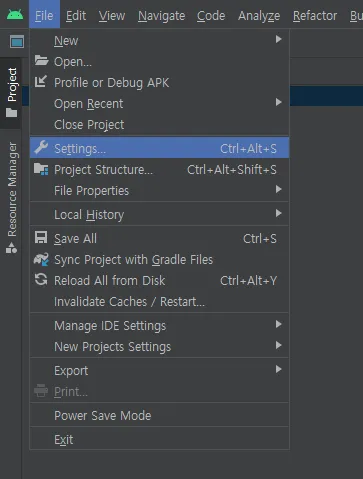 File Edit View Navigate Code Analyze Refactor Bu
New
Open...
Profile or Debug APK
Open Recent
Close Project
Settings... Ctrl+Alt+S
Project Structure... Ctrl+Alt+Shift+S
File Properties
Local History
Save All Ctrl+S
Sync Project with Gradle Files
Reload All from Disk Ctrl+Alt+Y
Invalidate Caches / Restart...
Manage IDE Settings
New Projects Settings
Export
Print...
Power Save Mode
Exit
Project
Resource Manager